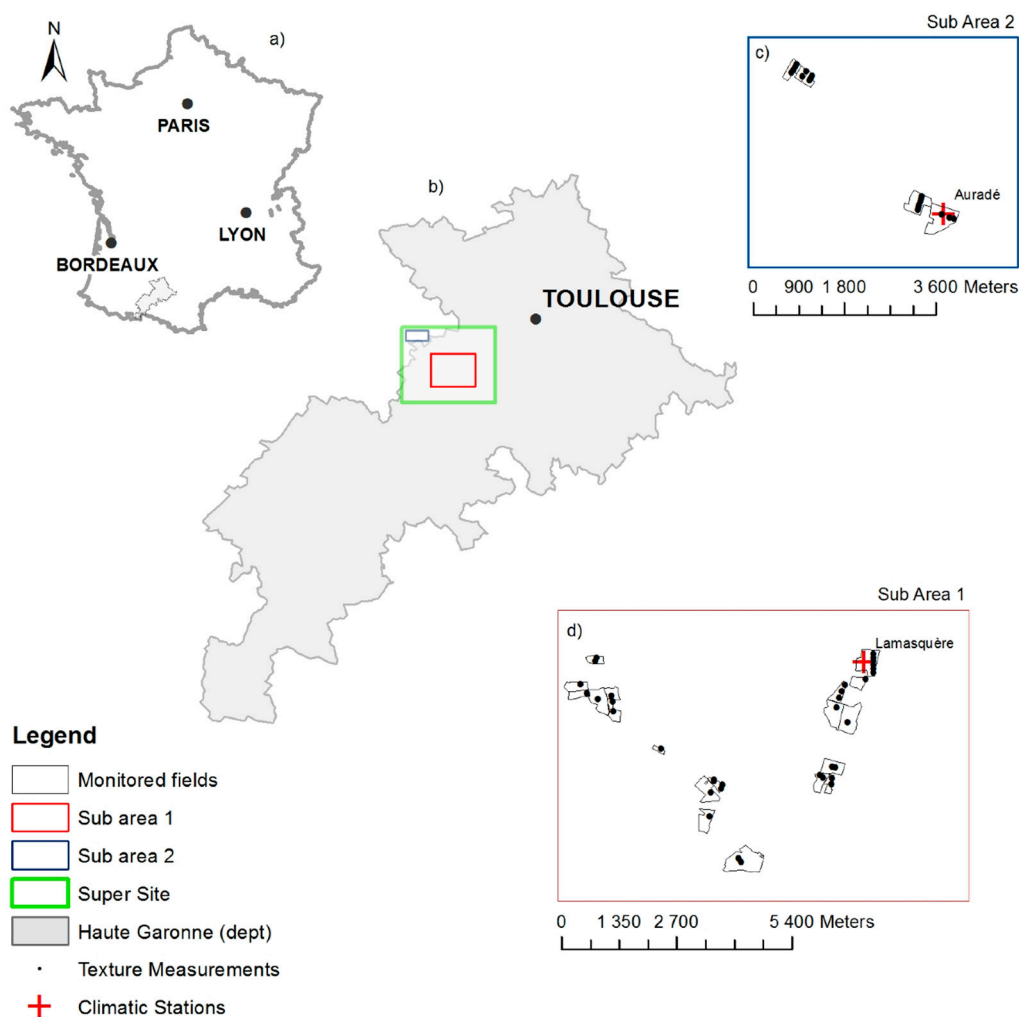 N
a)
PARIS
LYON
BORDEAUX
b)
TOULOUSE
Sub Area 2
c)
Auradé
0 900 1 800 3 600 Meters
Sub Area 1
d)
Lamasquère
0 1 350 2 700 5 400 Meters
Legend
Monitored fields
Sub area 1
Sub area 2
Super Site
Haute Garonne (dept)
Texture Measurements
Climatic Stations